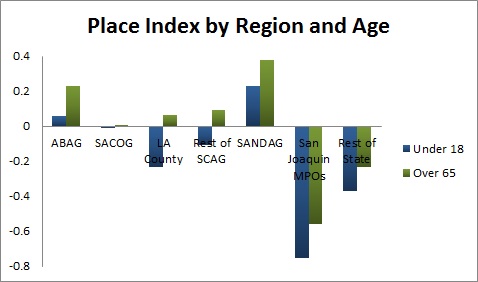 Place Index by Region and Age
0.4
0.2
0
-0.2
-0.4
-0.6
-0.8
ABAG
SACOG
LA
County
Rest of
SCAG
SANDAG
San
Joaquin
MPOs
Rest of
State
Under 18
Over 65